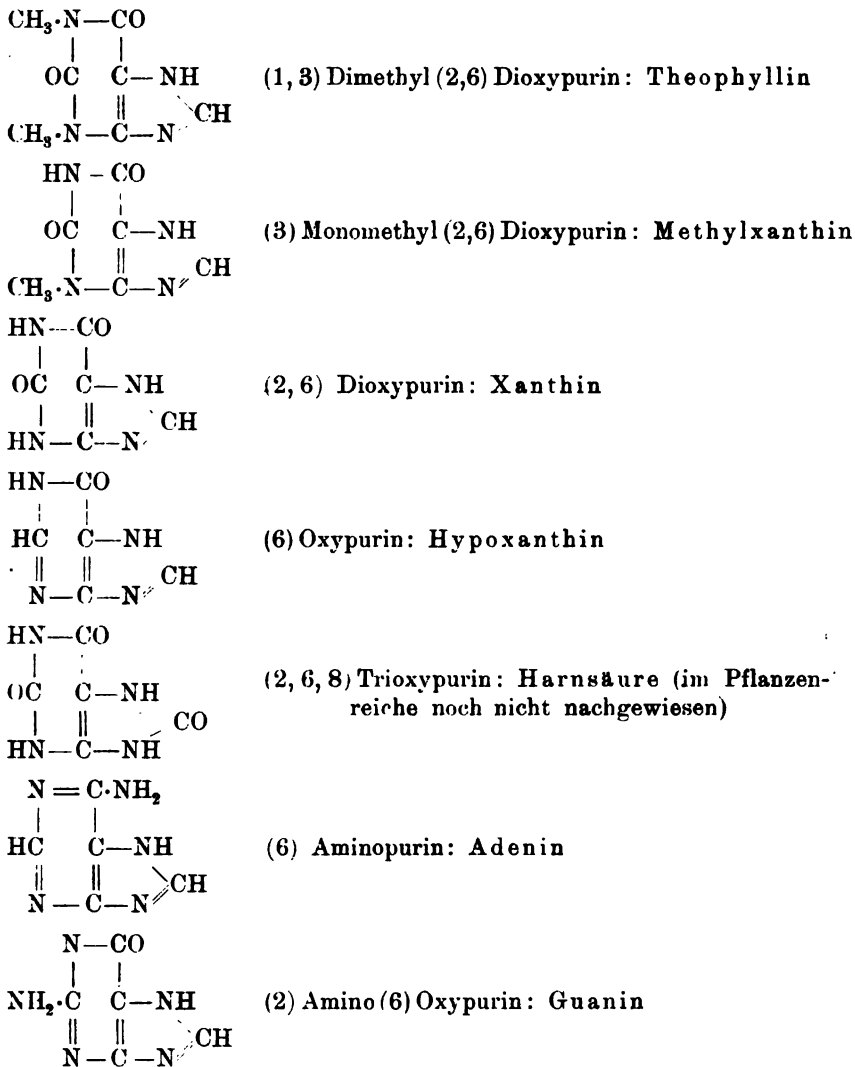 CH₃·N—CO
OC C—NH (1, 3) Dimethyl (2,6) Dioxypurin: Theophyllin
CH
CH₃·N—C—N
HN—CO
OC C—NH (3) Monomethyl (2,6) Dioxypurin: Methylxanthin
CH
CH₃·N—C—N
HN—CO
OC C—NH (2, 6) Dioxypurin: Xanthin
CH
HN—C—N
HN—CO
HC C—NH (6) Oxypurin: Hypoxanthin
CH
N—C—N
HN—CO
OC C—NH (2, 6, 8) Trioxypurin: Harnsäure (im Pflanzen-
reiche noch nicht nachgewiesen)
CO
HN—C—NH
N=C·NH₂
HC C—NH (6) Aminopurin: Adenin
CH
N—C—N
N—CO
NH₂·C C—NH (2) Amino (6) Oxypurin: Guanin
CH
N—C—N